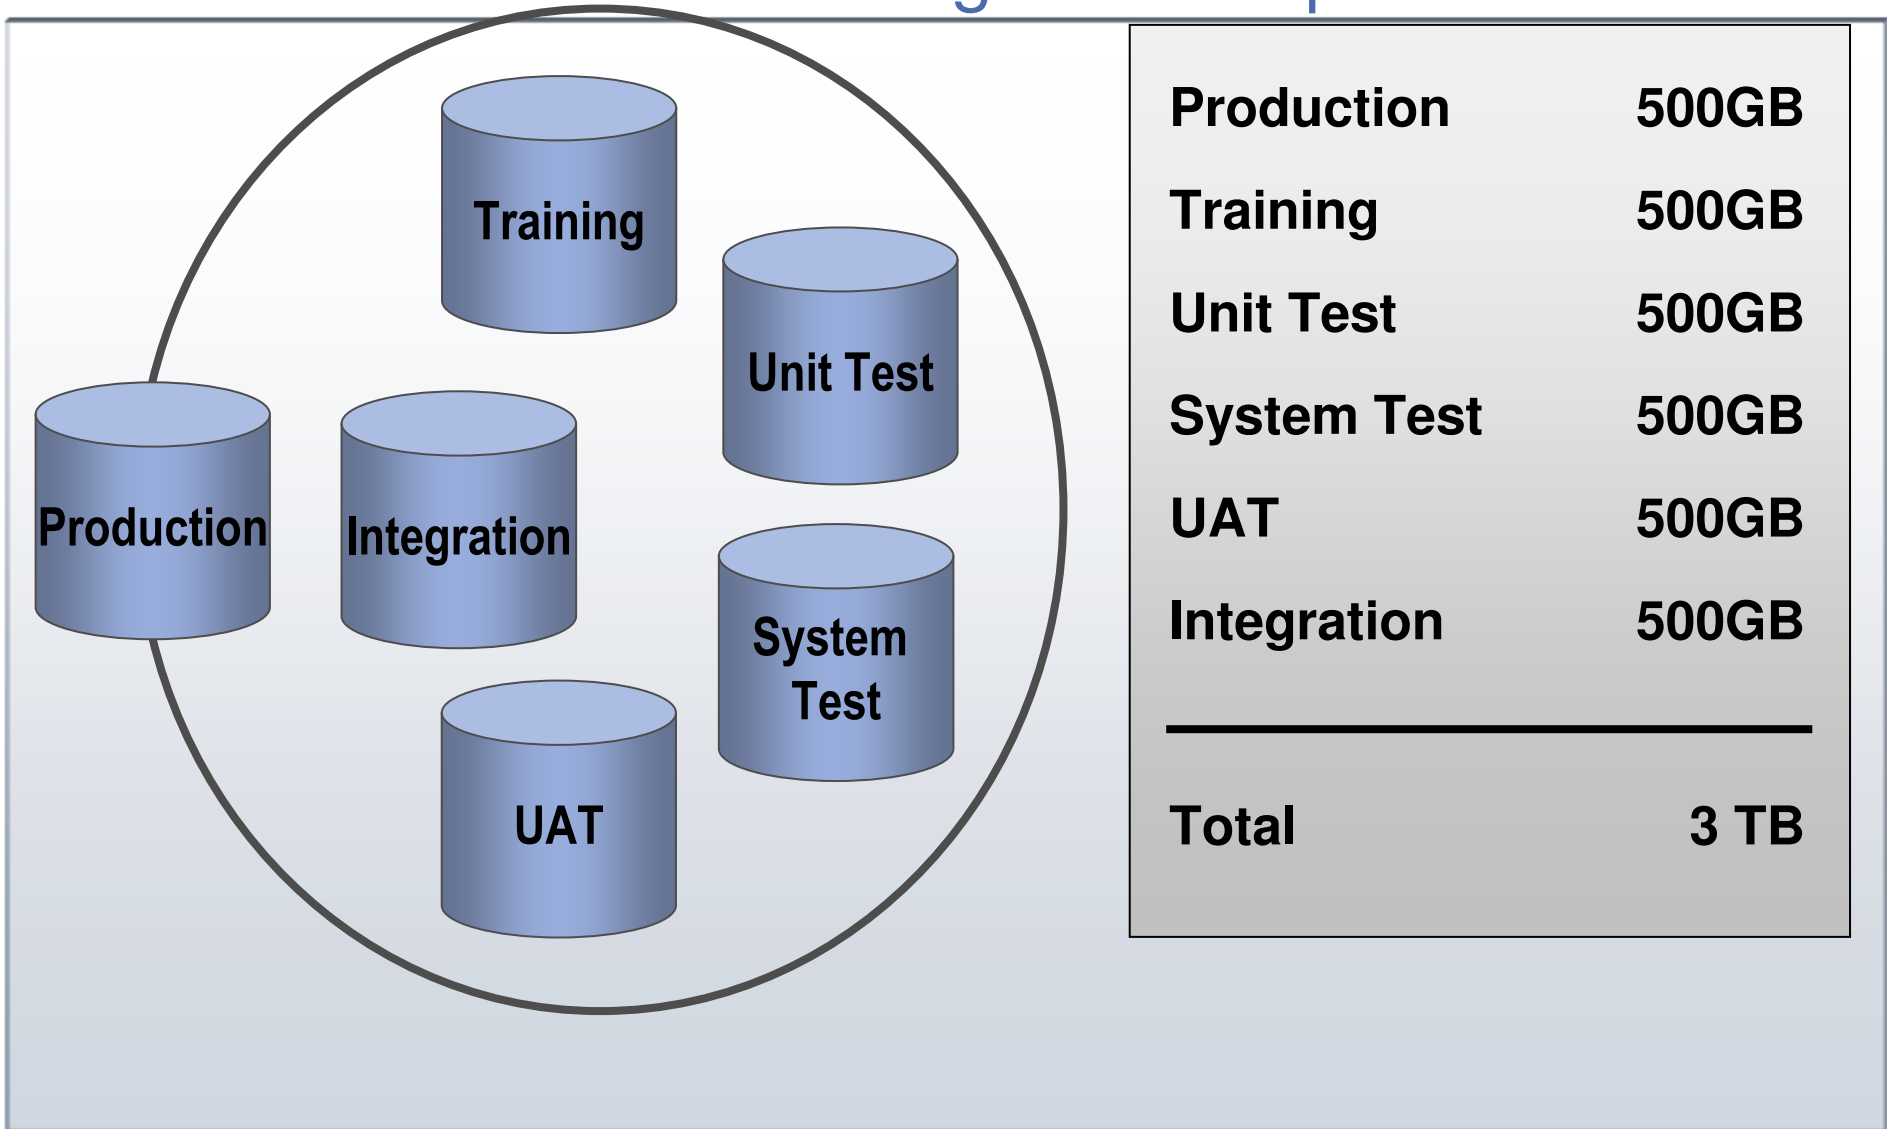 Training
Unit Test
Production
Integration
System
Test
UAT
Production 500GB
Training 500GB
Unit Test 500GB
System Test 500GB
UAT 500GB
Integration 500GB
Total 3 TB